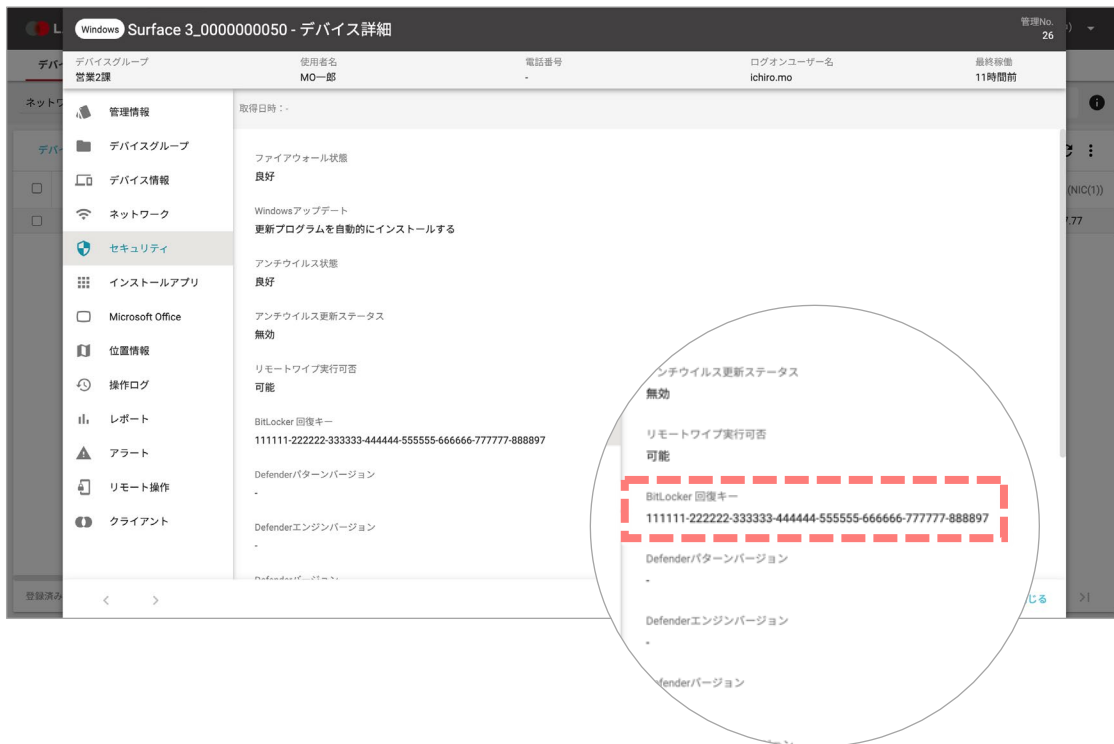 L
Windows Surface 3_0000000050 - デバイス詳細
管理No.
26
デバイスグループ
営業2課
使用者名
MO一郎
電話番号
-
ログオンユーザー名
ichiro.mo
最終稼働
11時間前
管理情報
デバイスグループ
デバイス情報
ネットワーク
セキュリティ
インストールアプリ
Microsoft Office
位置情報
操作ログ
レポート
アラート
リモート操作
クライアント
取得日時：-
ファイアウォール状態
良好
Windowsアップデート
更新プログラムを自動的にインストールする
アンチウイルス状態
良好
アンチウイルス更新ステータス
無効
リモートワイプ実行可否
可能
BitLocker 回復キー
111111-222222-333333-444444-555555-666666-777777-888897
Defenderパターンバージョン
-
Defenderエンジンバージョン
-
(NIC(1))
7.77
登録済み
じる
ンチウイルス更新ステータス
無効
リモートワイプ実行可否
可能
BitLocker 回復キー
111111-222222-333333-444444-555555-666666-777777-888897
Defenderパターンバージョン
-
Defenderエンジンバージョン
-
efenderバージョン